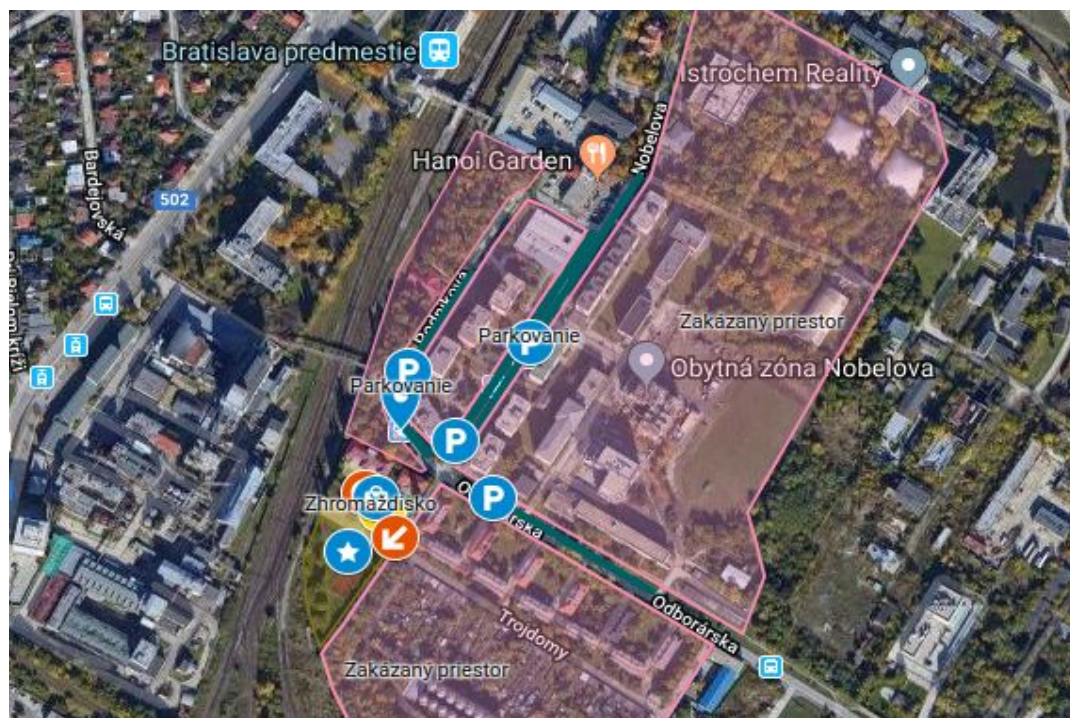 Bratislava predmestie
Istrochem Reality
Hanoi Garden
Nobelova
Bardejovská
502
Zakázaný priestor
Parkovanie
P
Obytná zóna Nobelova
P
Parkovanie
P
P
Zhromaždisko
Odborárska
Trojdomy
Zakázaný priestor